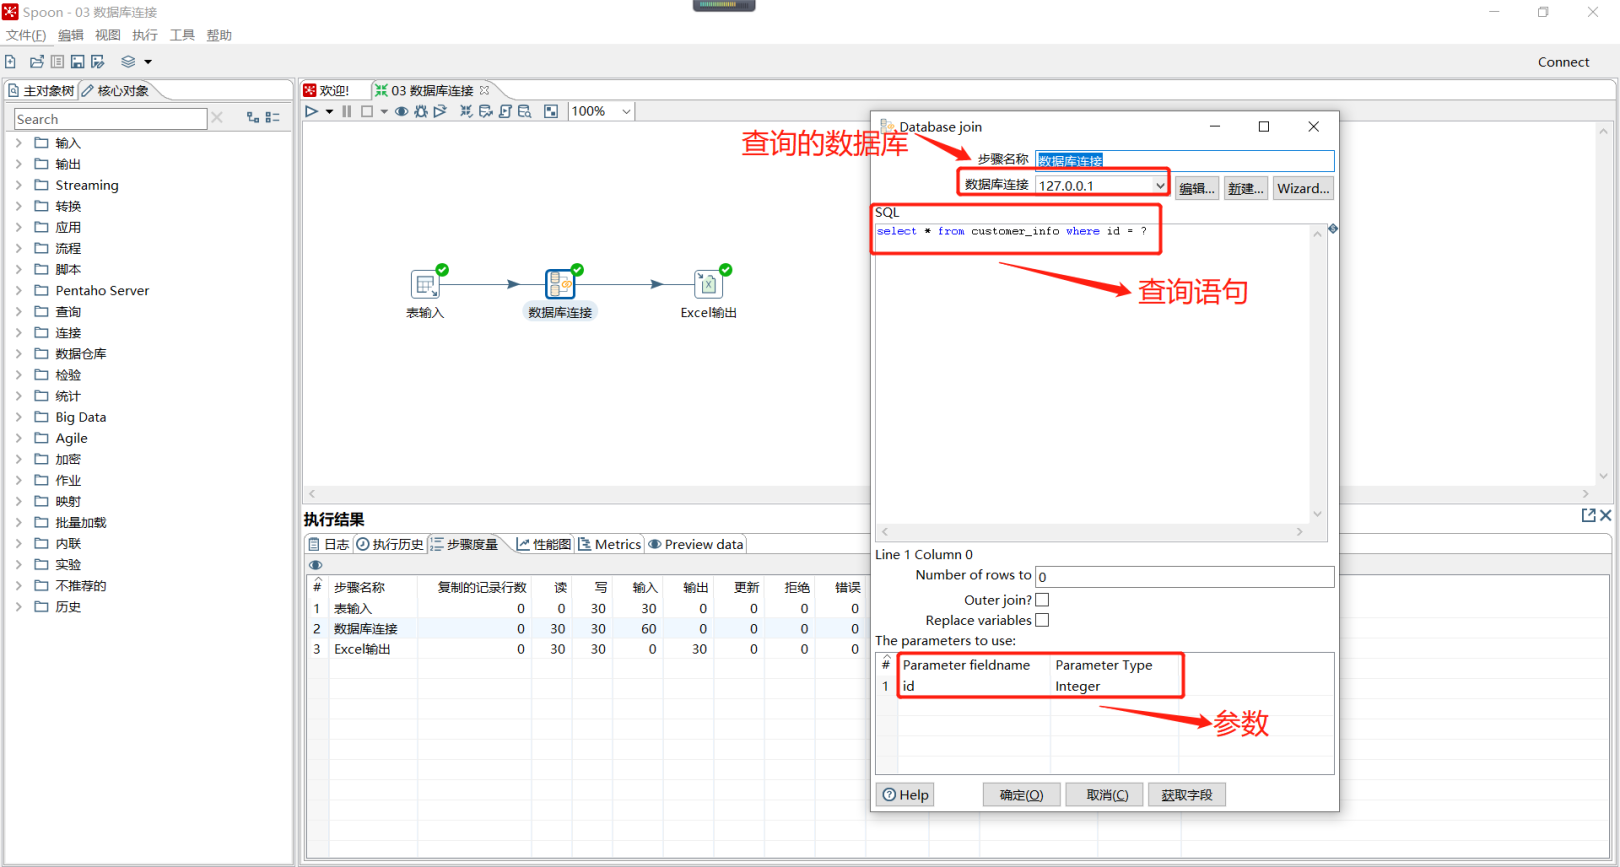 Spoon - 03 数据库连接
文件(F) 编辑 视图 执行 工具 帮助
Connect
主对象树 核心对象
Search
输入
输出
Streaming
转换
应用
流程
脚本
Pentaho Server
查询
连接
数据仓库
检验
统计
Big Data
Agile
加密
作业
映射
批量加载
内联
实验
不推荐的
历史
欢迎! 03 数据库连接
100%
表输入
数据库连接
Excel输出
执行结果
日志 执行历史 步骤度量 性能图 Metrics Preview data
# 步骤名称 复制的记录行数 读 写 输入 输出 更新 拒绝 错误
1 表输入 0 0 30 30 0 0 0 0
2 数据库连接 0 30 30 60 0 0 0 0
3 Excel输出 0 30 30 0 30 0 0 0
Database join
查询的数据库
步骤名称 数据库连接
数据库连接 127.0.0.1 编辑... 新建... Wizard...
SQL
select * from customer_info where id = ?
查询语句
Line 1 Column 0
Number of rows to 0
Outer join?
Replace variables
The parameters to use:
# Parameter fieldname Parameter Type
1 id Integer
参数
Help 确定(O) 取消(C) 获取字段